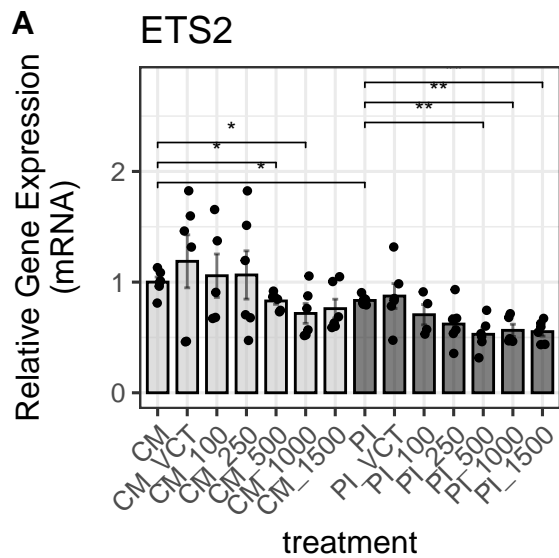 A
ETS2
Relative Gene Expression
(mRNA)
**
**
*
*
*
2
1
0
CM
CM_VCT
CM_100
CM_250
CM_500
CM_1000
CM_1500
PI
PI_VCT
PI_100
PI_250
PI_500
PI_1000
PI_1500
treatment